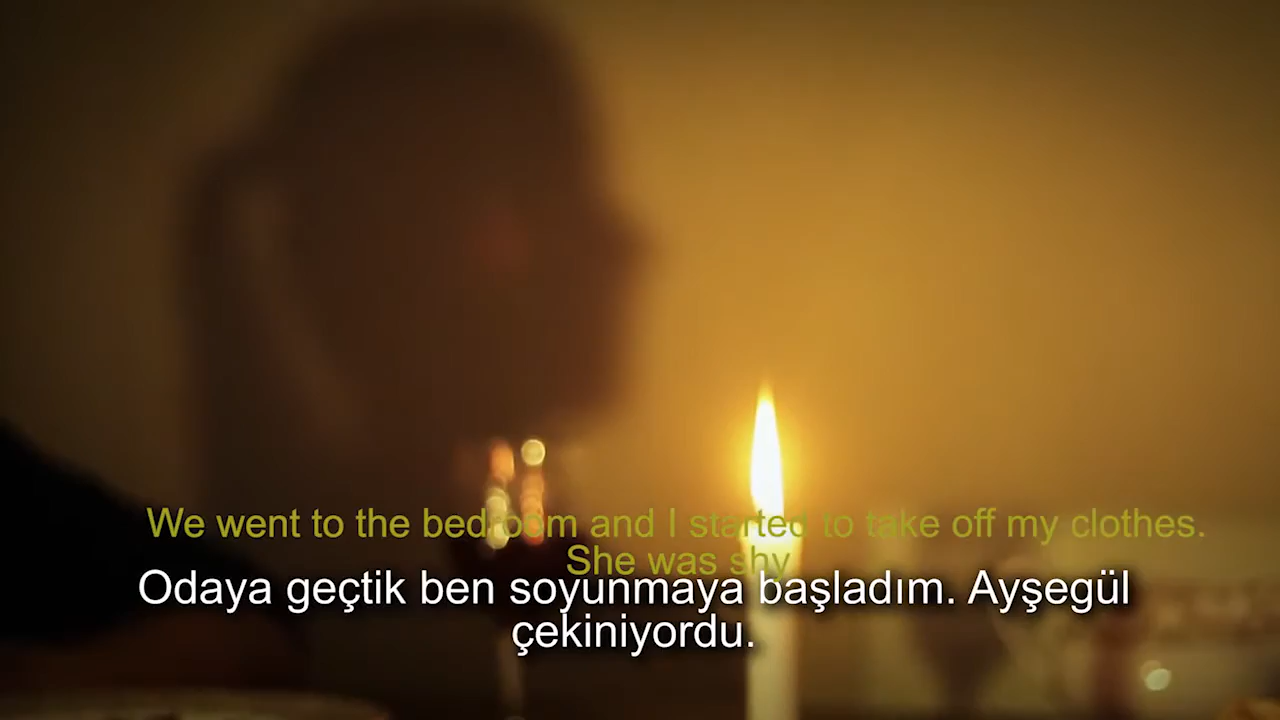 We went to the bedroom and I started to take off my clothes.
She was shy
Odaya geçtik ben soyunmaya başladım. Ayşegül
çekiniyordu.